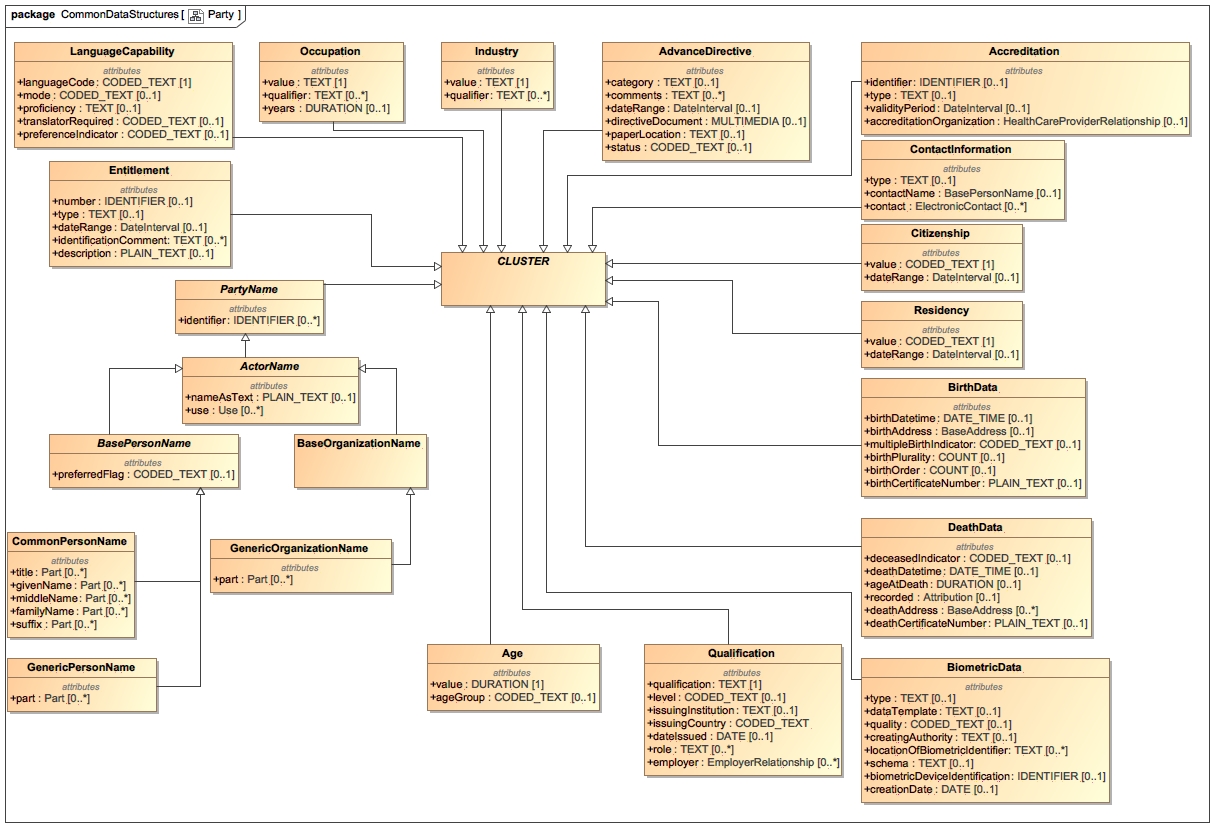 package CommonDataStructures [ Party ]
LanguageCapability
attributes
+languageCode : CODED_TEXT [1]
+mode : CODED_TEXT [0..1]
+proficiency : TEXT [0..1]
+translatorRequired : CODED_TEXT [0..1]
+preferenceIndicator : CODED_TEXT [0..1]
Occupation
attributes
+value : TEXT [1]
+qualifier : TEXT [0..*]
+years : DURATION [0..1]
Industry
attributes
+value : TEXT [1]
+qualifier : TEXT [0..*]
AdvanceDirective
attributes
+category : TEXT [0..1]
+comments : TEXT [0..*]
+dateRange : DateInterval [0..1]
+directiveDocument : MULTIMEDIA [0..1]
+paperLocation : TEXT [0..1]
+status : CODED_TEXT [0..1]
Accreditation
attributes
+identifier : IDENTIFIER [0..1]
+type : TEXT [0..1]
+validityPeriod : DateInterval [0..1]
+accreditationOrganization : HealthCareProviderRelationship [0..1]
ContactInformation
attributes
+type : TEXT [0..1]
+contactName : BasePersonName [0..1]
+contact : ElectronicContact [0..*]
Entitlement
attributes
+number : IDENTIFIER [0..1]
+type : TEXT [0..1]
+dateRange : DateInterval [0..1]
+identificationComment : TEXT [0..*]
+description : PLAIN_TEXT [0..1]
Citizenship
attributes
+value : CODED_TEXT [1]
+dateRange : DateInterval [0..1]
CLUSTER
PartyName
attributes
+identifier : IDENTIFIER [0..*]
Residency
attributes
+value : CODED_TEXT [1]
+dateRange : DateInterval [0..1]
ActorName
attributes
+nameAsText : PLAIN_TEXT [0..1]
+use : Use [0..*]
BirthData
attributes
+birthDatetime : DATE_TIME [0..1]
+birthAddress : BaseAddress [0..1]
+multipleBirthIndicator : CODED_TEXT [0..1]
+birthPlurality : COUNT [0..1]
+birthOrder : COUNT [0..1]
+birthCertificateNumber : PLAIN_TEXT [0..1]
BasePersonName
attributes
+preferredFlag : CODED_TEXT [0..1]
BaseOrganizationName
CommonPersonName
attributes
+title : Part [0..*]
+givenName : Part [0..*]
+middleName : Part [0..*]
+familyName : Part [0..*]
+suffix : Part [0..*]
GenericOrganizationName
attributes
+part : Part [0..*]
DeathData
attributes
+deceasedIndicator : CODED_TEXT [0..1]
+deathDatetime : DATE_TIME [0..1]
+ageAtDeath : DURATION [0..1]
+recorded : Attribution [0..1]
+deathAddress : BaseAddress [0..*]
+deathCertificateNumber : PLAIN_TEXT [0..1]
GenericPersonName
attributes
+part : Part [0..*]
Age
attributes
+value : DURATION [1]
+ageGroup : CODED_TEXT [0..1]
Qualification
attributes
+qualification : TEXT [1]
+level : CODED_TEXT [0..1]
+issuingInstitution : TEXT [0..1]
+issuingCountry : CODED_TEXT
+dateIssued : DATE [0..1]
+role : TEXT [0..*]
+employer : EmployerRelationship [0..*]
BiometricData
attributes
+type : TEXT [0..1]
+dataTemplate : TEXT [0..1]
+quality : CODED_TEXT [0..1]
+creatingAuthority : TEXT [0..1]
+locationOfBiometricIdentifier : TEXT [0..*]
+schema : TEXT [0..1]
+biometricDeviceIdentification : IDENTIFIER [0..1]
+creationDate : DATE [0..1]